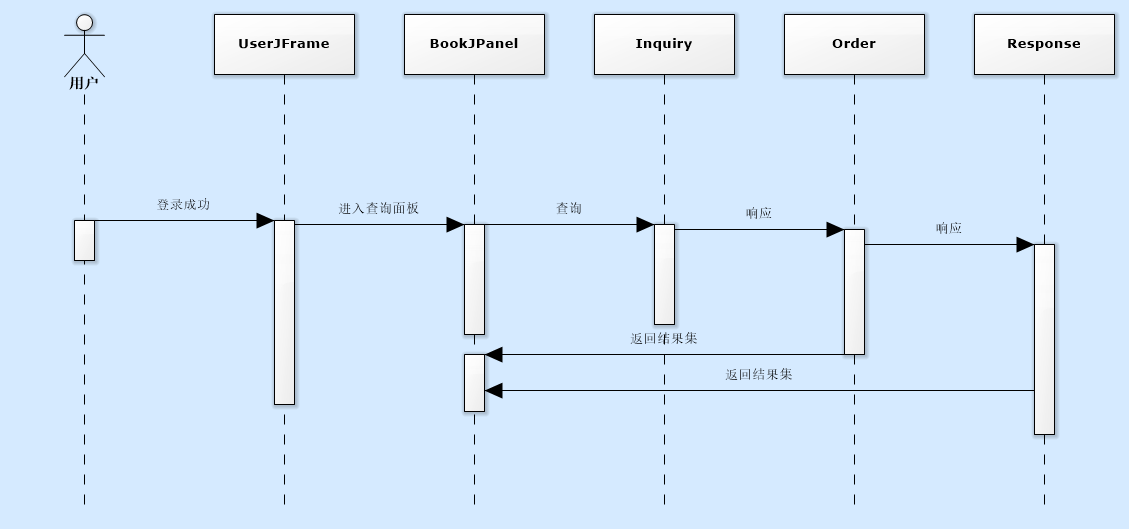 用户
UserJFrame
BookJPanel
Inquiry
Order
Response
登录成功
进入查询面板
查询
响应
响应
返回结果集
返回结果集